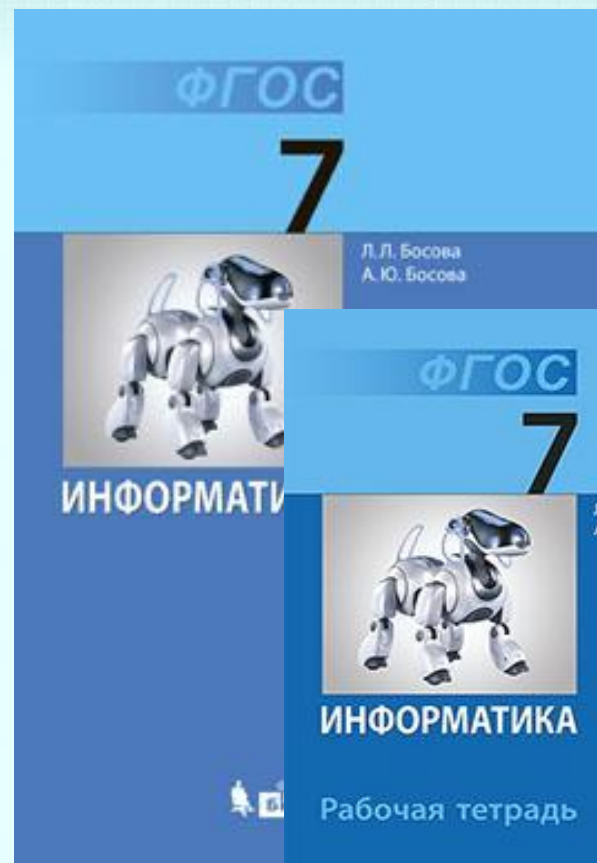 ФГОС
7
Л.Л. Босова
А.Ю. Босова
ИНФОРМАТИ
ФГОС
7
ИНФОРМАТИКА
Рабочая тетрадь